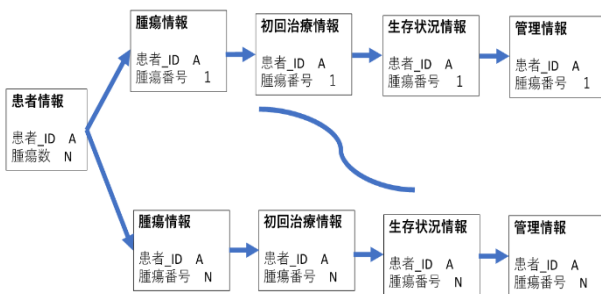 腫瘍情報
患者_ID A
腫瘍番号 1
初回治療情報
患者_ID A
腫瘍番号 1
生存状況情報
患者_ID A
腫瘍番号 1
管理情報
患者_ID A
腫瘍番号 1
患者情報
患者_ID A
腫瘍数 N
腫瘍情報
患者_ID A
腫瘍番号 N
初回治療情報
患者_ID A
腫瘍番号 N
生存状況情報
患者_ID A
腫瘍番号 N
管理情報
患者_ID A
腫瘍番号 N